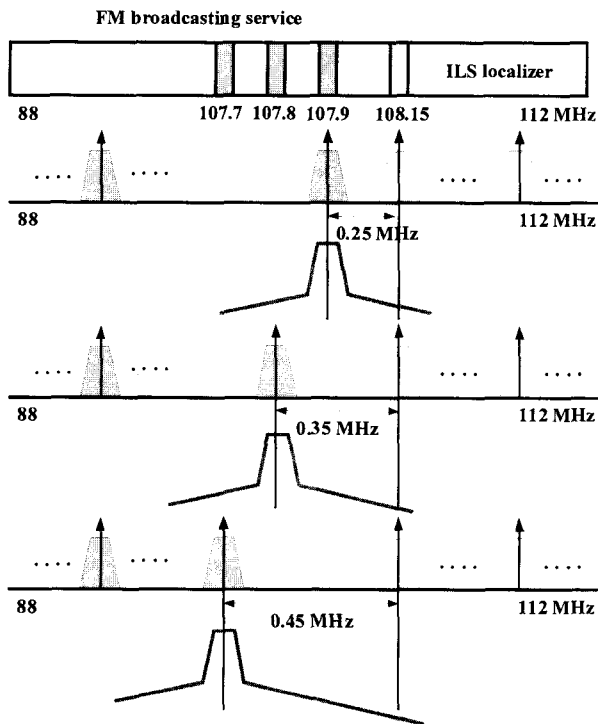 FM broadcasting service
ILS localizer
88 107.7 107.8 107.9 108.15 112 MHz
.... .... ....  ....
88 112 MHz
0.25 MHz
.... .... .... ....
88 112 MHz
0.35 MHz
.... .... .... ....
88 112 MHz
0.45 MHz